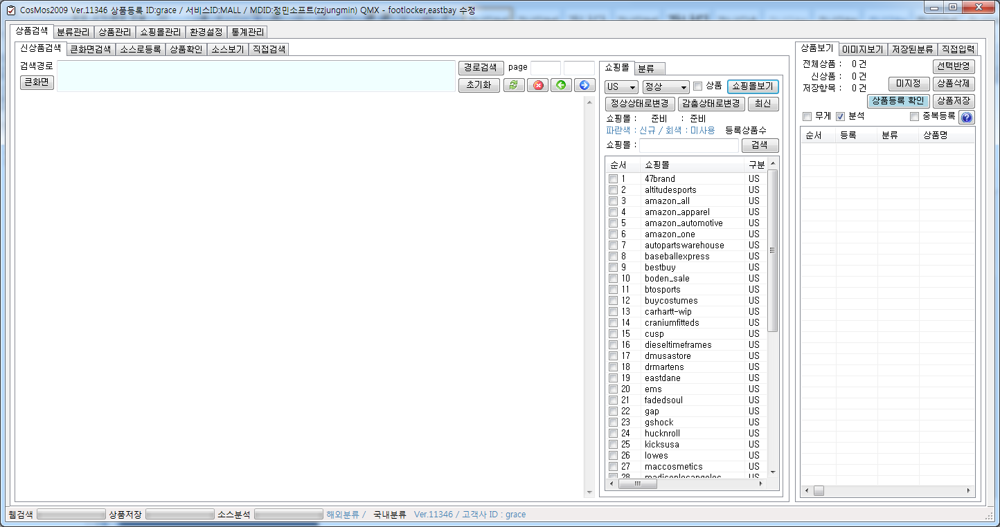 CosMos2009 Ver.11346 상품등록 ID:grace / 서비스ID:MALL / MDID:정민소프트(zzjungmin) QMX - footlocker,eastbay 수정
상품검색 분류관리 상품관리 쇼핑몰관리 환경설정 통계관리
신상품검색 큰화면검색 소스로등록 상품확인 소스보기 직접검색
검색경로 경로검색 page
큰화면 초기화
쇼핑몰 분류
US 정상 상품 쇼핑몰보기
정상상태로변경 감춤상태로변경 최신
쇼핑몰 : 준비 : 준비
파란색 : 신규 / 회색 : 미사용 등록상품수
쇼핑몰 : 검색
순서 쇼핑몰 구분
1 47brand US
2 altitudesports US
3 amazon_all US
4 amazon_apparel US
5 amazon_automotive US
6 amazon_one US
7 autopartswarehouse US
8 baseballexpress US
9 bestbuy US
10 boden_sale US
11 btosports US
12 buycostumes US
13 carhartt-wip US
14 craniumfitteds US
15 cusp US
16 dieseltimeframes US
17 dmusastore US
18 drmartens US
19 eastdane US
20 ems US
21 fadedsoul US
22 gap US
23 gshock US
24 hucknroll US
25 kicksusa US
26 lowes US
27 maccosmetics US
28 madisonlosangeles US
상품보기 이미지보기 저장된분류 직접입력
전체상품 : 0 건 선택반영
신상품 : 0 건 미지정 상품삭제
저장항목 : 0 건
상품등록 확인 상품저장
무게 분석 중복등록
순서 등록 분류 상품명
웹검색 상품저장 소스분석 해외분류 / 국내분류 Ver.11346 / 고객사 ID : grace